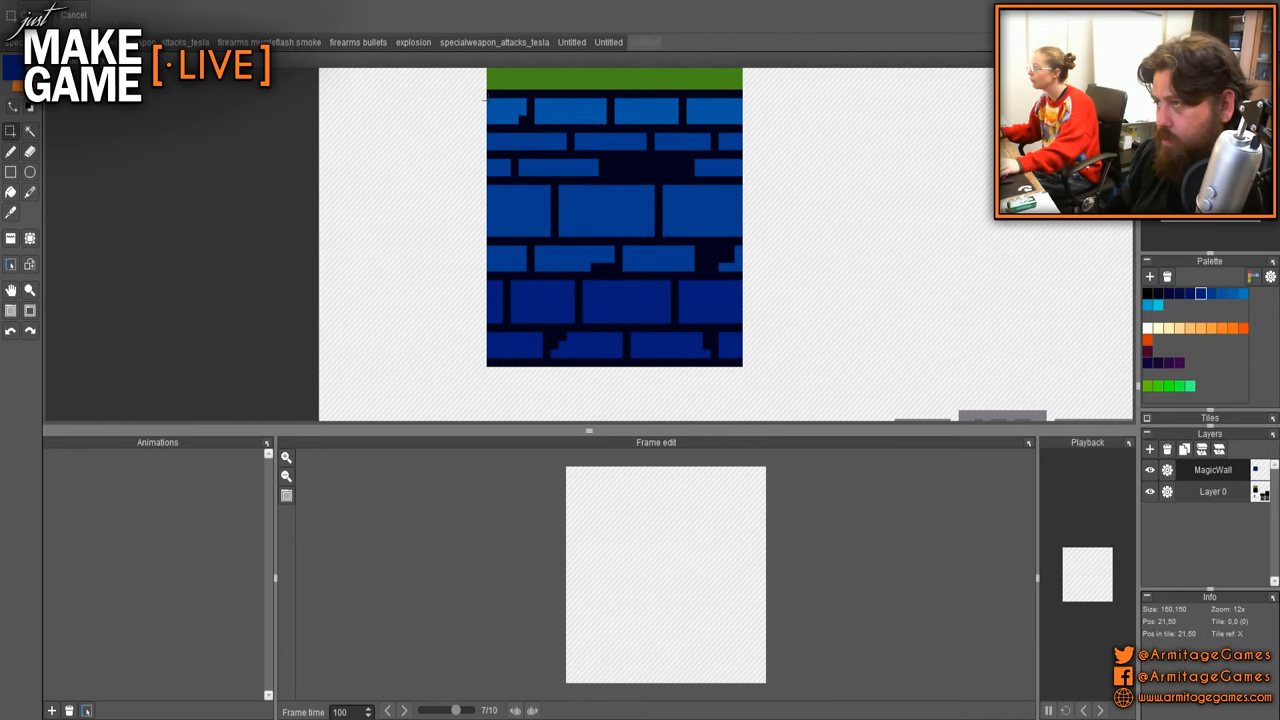 Cancel
just
MAKE
GAME [·LIVE]
pon_attacks_tesla
firearms muzzleflash smoke
firearms bullets
explosion
specialweapon_attacks_tesla
Untitled
Untitled
Palette
Tiles
Layers
MagicWall
Layer 0
Animations
Frame edit
Playback
Info
Size: 150,150
Zoom: 12x
Pos: 21,50
Tile: 0,0 (0)
Pos in tile: 21,50
Tile ref: X
@ArmitageGames
@ArmitageGames
www.armitagegames.com
Frame time
100
7/10